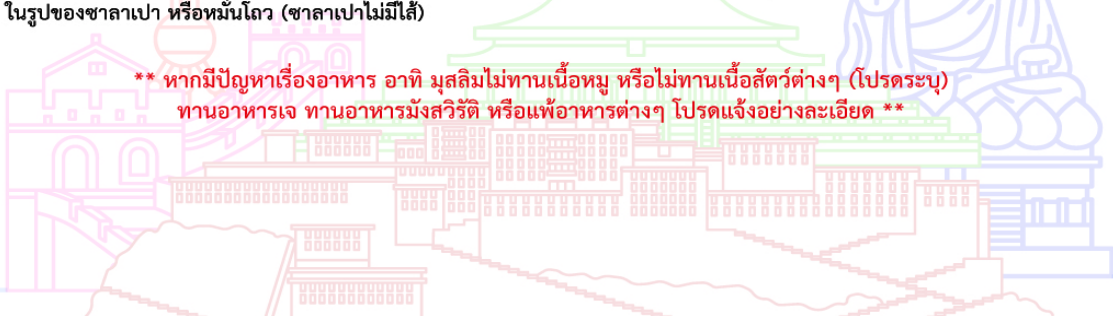 ในรูปของซาลาเปา หรือหมั่นโถว (ซาลาเปาไม่มีไส้)
** หากมีปัญหาเรื่องอาหาร อาทิ มุสลิมไม่ทานเนื้อหมู หรือไม่ทานเนื้อสัตว์ต่างๆ (โปรดระบุ)
ทานอาหารเจ ทานอาหารมังสวิรัติ หรือแพ้อาหารต่างๆ โปรดแจ้งอย่างละเอียด **